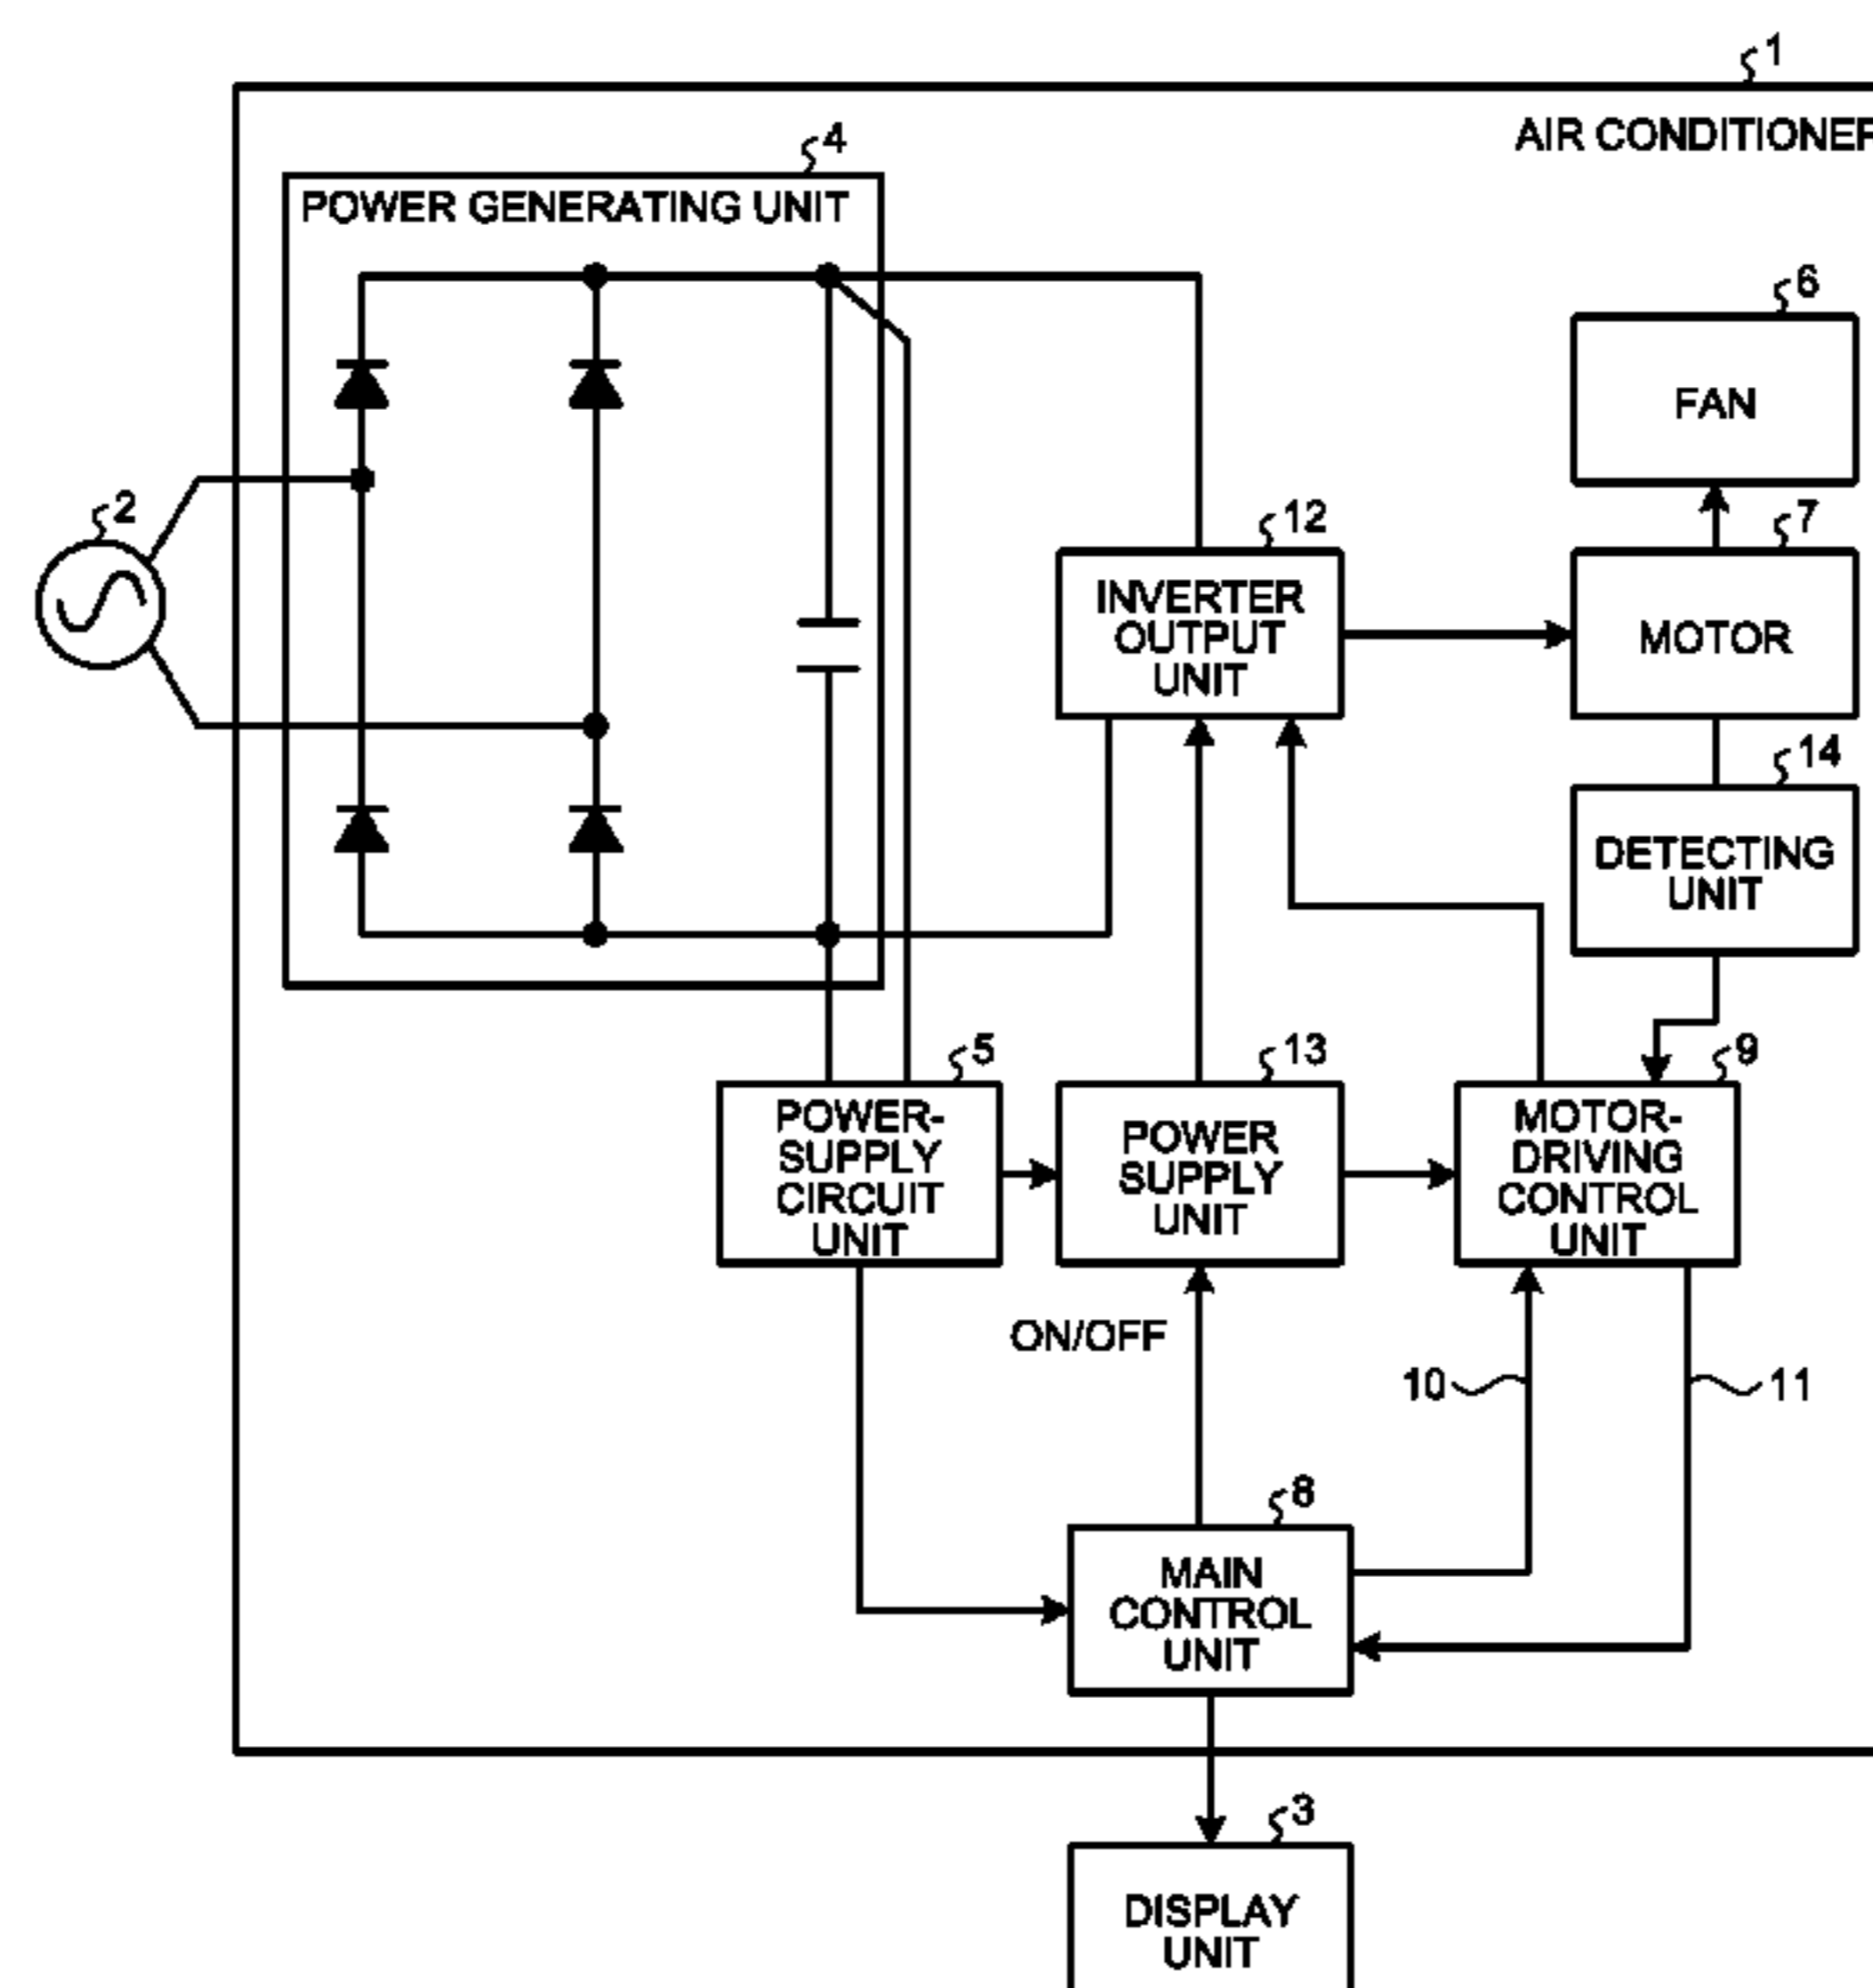 1
AIR CONDITIONER
4
POWER GENERATING UNIT
6
FAN
2
12
7
INVERTER
OUTPUT
UNIT
MOTOR
14
DETECTING
UNIT
5
13
9
POWER-
SUPPLY
CIRCUIT
UNIT
POWER
SUPPLY
UNIT
MOTOR-
DRIVING
CONTROL
UNIT
ON/OFF
10
11
8
MAIN
CONTROL
UNIT
3
DISPLAY
UNIT